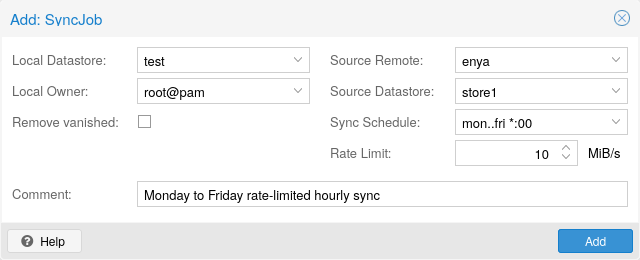 Add: SyncJob
Local Datastore: test Source Remote: enya
Local Owner: root@pam Source Datastore: store1
Remove vanished: Sync Schedule: mon..fri *:00
Rate Limit: 10 MiB/s
Comment: Monday to Friday rate-limited hourly sync
? Help Add